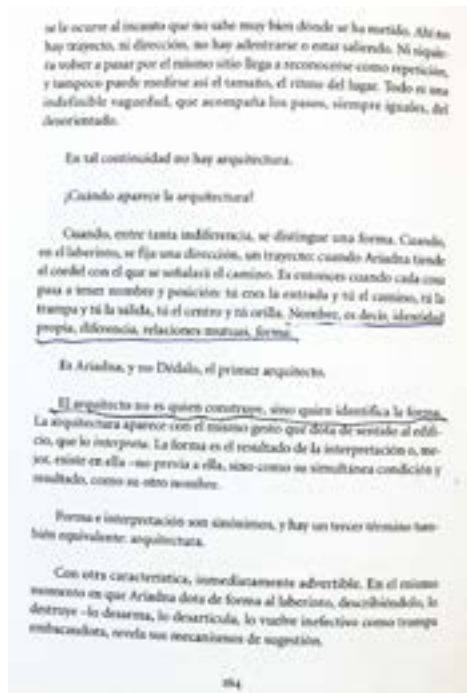 se le ocurre al incauto que no sabe muy bien dónde se ha metido. Ahí no
hay trayecto, ni dirección, no hay adentrarse o estar saliendo. Ni siquie-
ra volver a pasar por el mismo sitio llega a reconocerse como repetición,
y tampoco puede medirse así el tamaño, el ritmo del lugar. Todo es una
indefinible vaguedad, que acompaña los pasos, siempre iguales, del
desorientado.
En tal continuidad no hay arquitectura.
¿Cuándo aparece la arquitectura?
Cuando, entre tanta indiferencia, se distingue una forma. Cuando,
en el laberinto, se fija una dirección, un trayecto; cuando Ariadna tiende
el cordel con el que se señalará el camino. Es entonces cuando cada cosa
pasa a tener nombre y posición: tú eres la entrada y tú el camino, tú la
trampa y tú la salida, tú el centro y tú orilla. Nombre, es decir, identidad
propia, diferencia, relaciones mutuas, forma.
Es Ariadna, y no Dédalo, el primer arquitecto.
El arquitecto no es quien construye, sino quien identifica la forma.
La arquitectura aparece con el mismo gesto que dota de sentido al edifi-
cio, que lo interpreta. La forma es el resultado de la interpretación o, me-
jor, existe en ella –no previa a ella, sino como su simultánea condición y
resultado, como su otro nombre.
Forma e interpretación son sinónimos, y hay un tercer término tam-
bién equivalente: arquitectura.
Con otra característica, inmediatamente advertible. En el mismo
momento en que Ariadna dota de forma al laberinto, describiéndolo, lo
destruye –lo desarma, lo desarticula, lo vuelve inefectivo como trampa
embaucadora, revela sus mecanismos de sugestión.
164